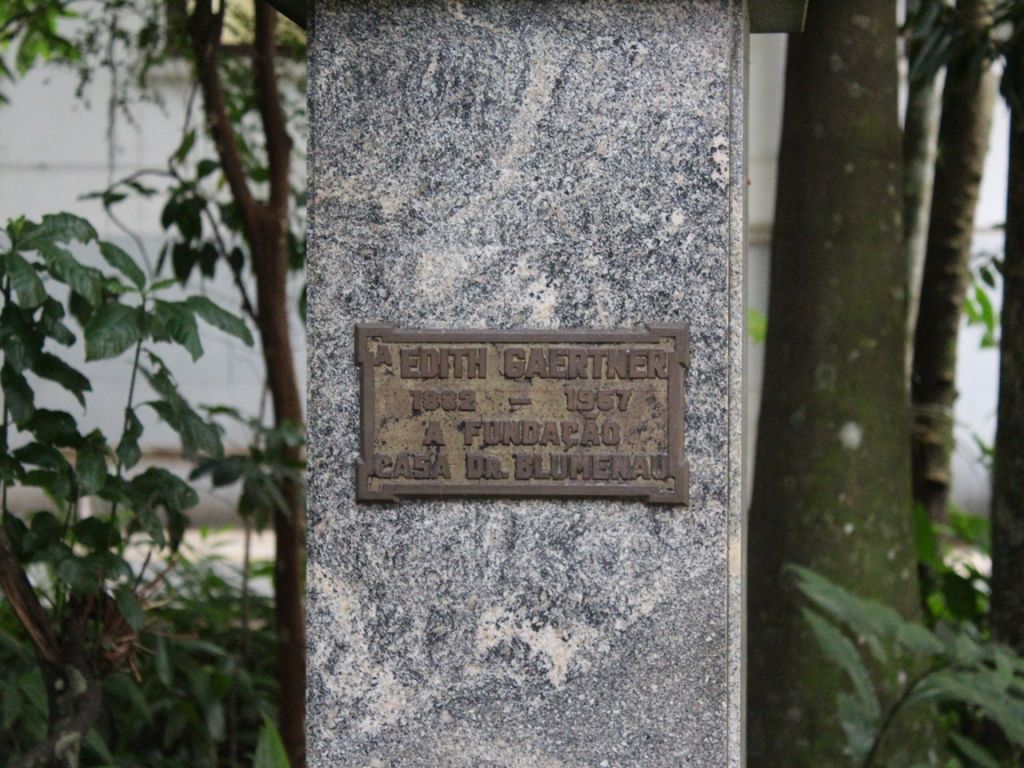 A EDITH GAERTNER
1882 – 1967
A FUNDAÇÃO
CASA DR. BLUMENAU